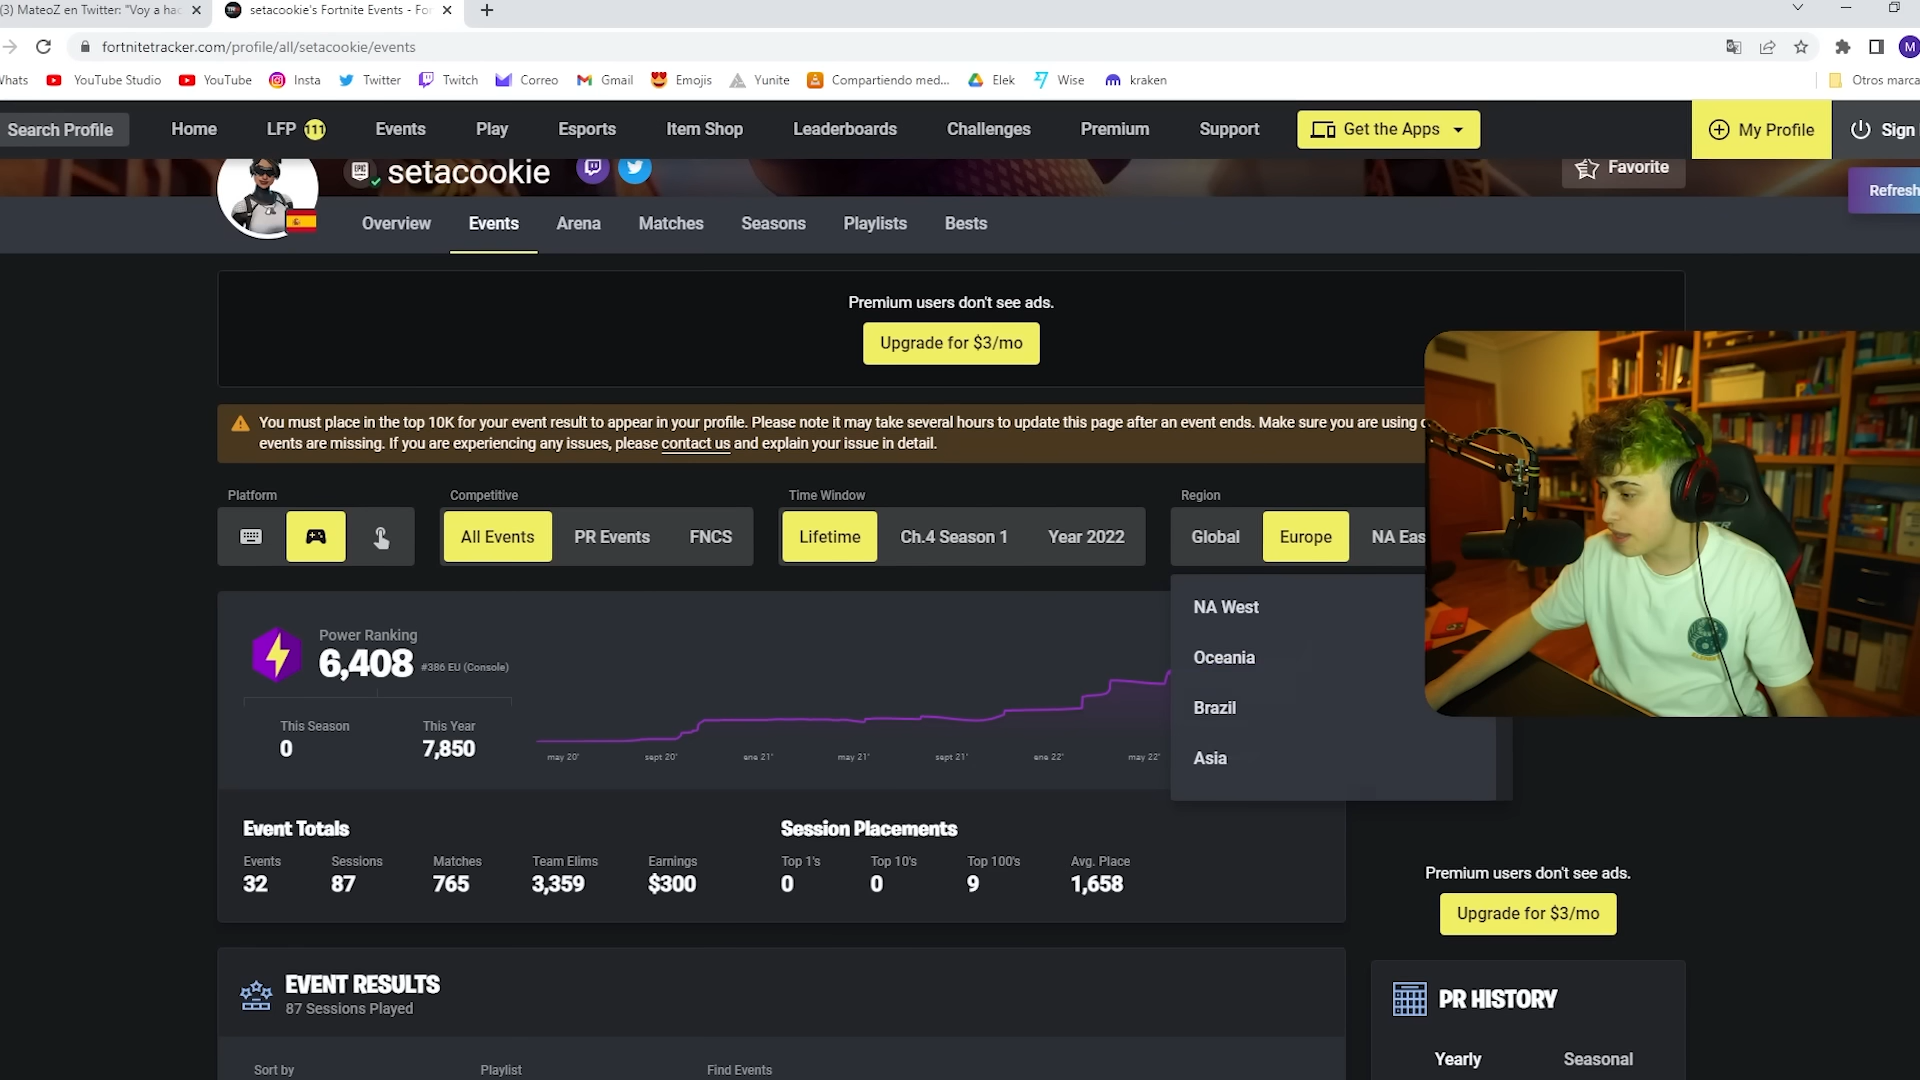 (3) MateoZ en Twitter: "Voy a hac
setacookie's Fortnite Events - For
fortnitetracker.com/profile/all/setacookie/events
M
Whats
YouTube Studio
YouTube
Insta
Twitter
Twitch
Correo
Gmail
Emojis
Yunite
Compartiendo med...
Elek
Wise
kraken
Otros marca
Search Profile
Home
LFP 111
Events
Play
Esports
Item Shop
Leaderboards
Challenges
Premium
Support
Get the Apps
My Profile
Sign
EPIC
setacookie
Favorite
Refresh
Overview
Events
Arena
Matches
Seasons
Playlists
Bests
Premium users don't see ads.
Upgrade for $3/mo
You must place in the top 10K for your event result to appear in your profile. Please note it may take several hours to update this page after an event ends. Make sure you are using
events are missing. If you are experiencing any issues, please contact us and explain your issue in detail.
Platform
Competitive
All Events
PR Events
FNCS
Time Window
Lifetime
Ch.4 Season 1
Year 2022
Region
Global
Europe
NA Eas
NA West
Oceania
Brazil
Asia
Power Ranking
6,408 #386 EU (Console)
This Season
0
This Year
7,850
may 20'
sept 20'
ene 21'
may 21'
sept 21'
ene 22'
may 22'
Event Totals
Events
Sessions
Matches
Team Elims
Earnings
32
87
765
3,359
$300
Session Placements
Top 1's
Top 10's
Top 100's
Avg. Place
0
0
9
1,658
Premium users don't see ads.
Upgrade for $3/mo
EVENT RESULTS
87 Sessions Played
Sort by
Playlist
Find Events
PR HISTORY
Yearly
Seasonal